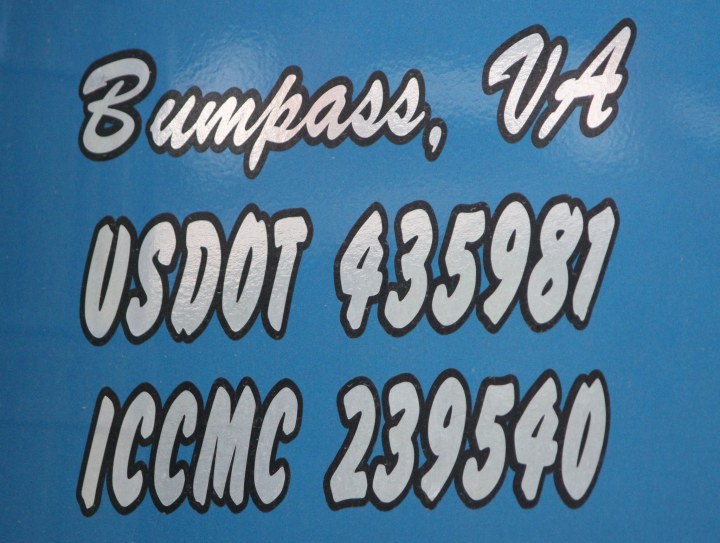 Bumpass, VA
USDOT 435981
ICCMC 239540